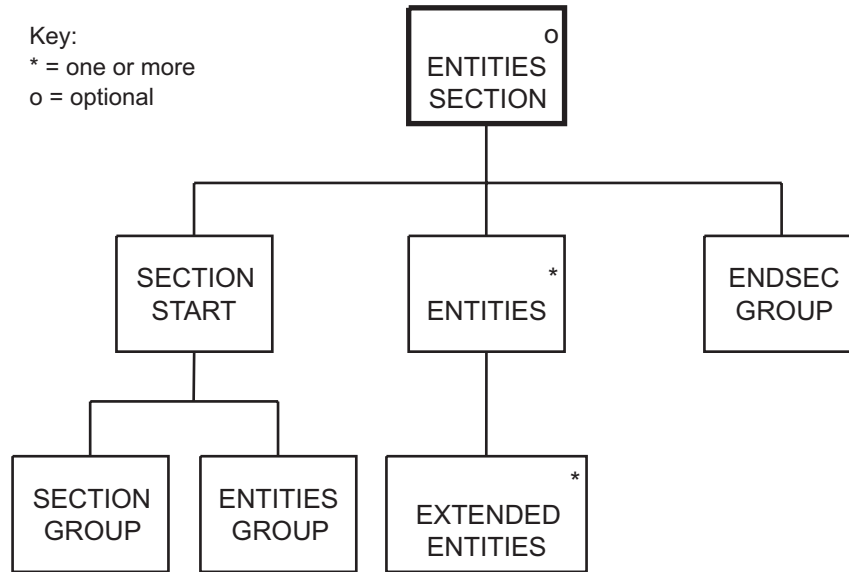 Key:
* = one or more
o = optional
o
ENTITIES
SECTION
SECTION
START
*
ENTITIES
ENDSEC
GROUP
SECTION
GROUP
ENTITIES
GROUP
*
EXTENDED
ENTITIES